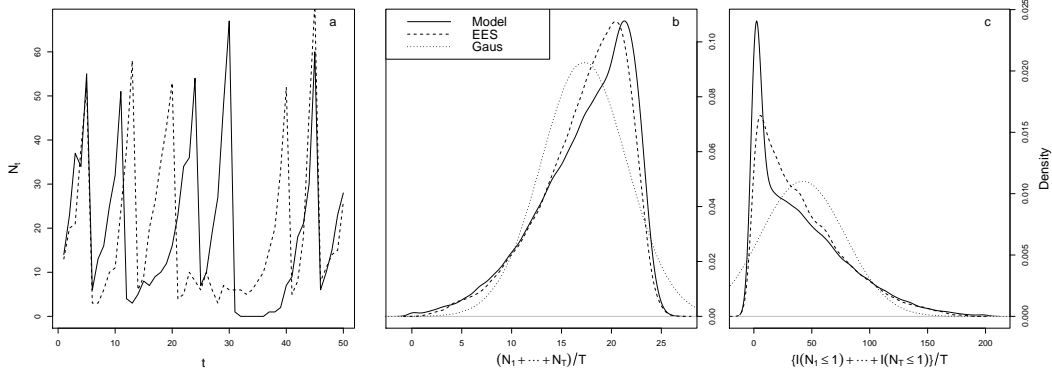 a
N_t
0 10 20 30 40 50 60
0 10 20 30 40 50
t
Model
EES
Gaus
b
0.00 0.02 0.04 0.06 0.08 0.10
0 5 10 15 20 25
(N_1 + ⋯ + N_T)/T
c
Density
0.000 0.005 0.010 0.015 0.020 0.025
0 50 100 150 200
{I(N_1 ≤ 1) + ⋯ + I(N_T ≤ 1)}/T